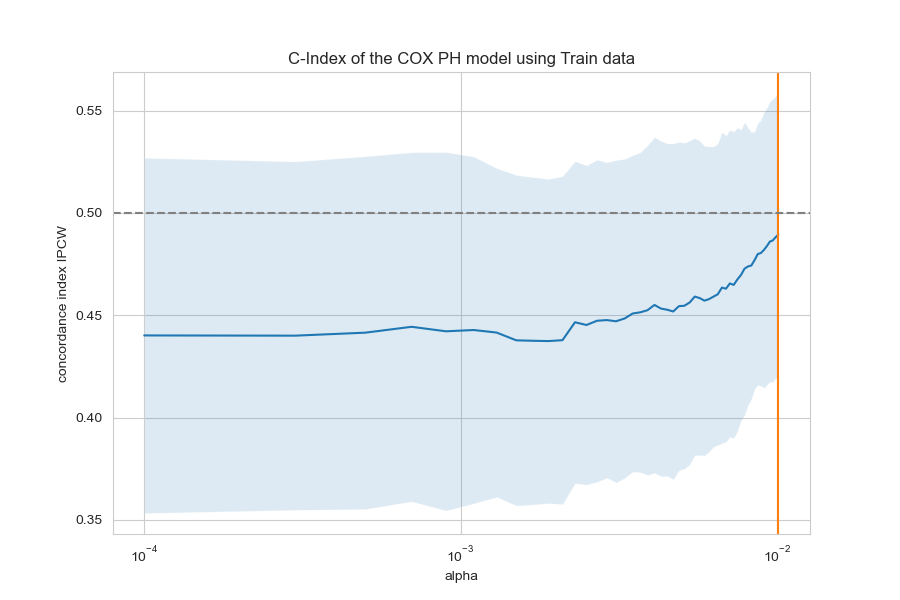 C-Index of the COX PH model using Train data
concordance index IPCW
0.55
0.50
0.45
0.40
0.35
10⁻⁴
10⁻³
10⁻²
alpha